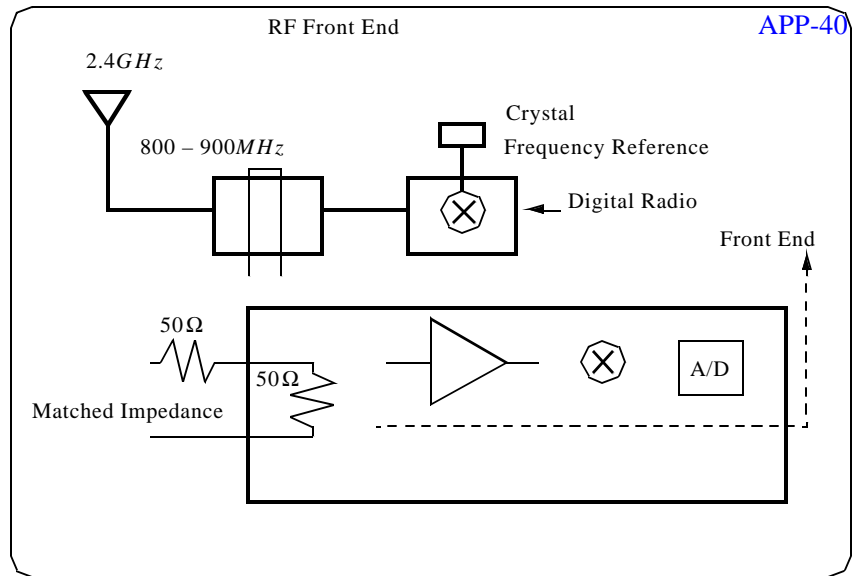 RF Front End
APP-40
2.4GHz
Crystal
800 – 900MHz
Frequency Reference
Digital Radio
Front End
50Ω
50Ω
A/D
Matched Impedance